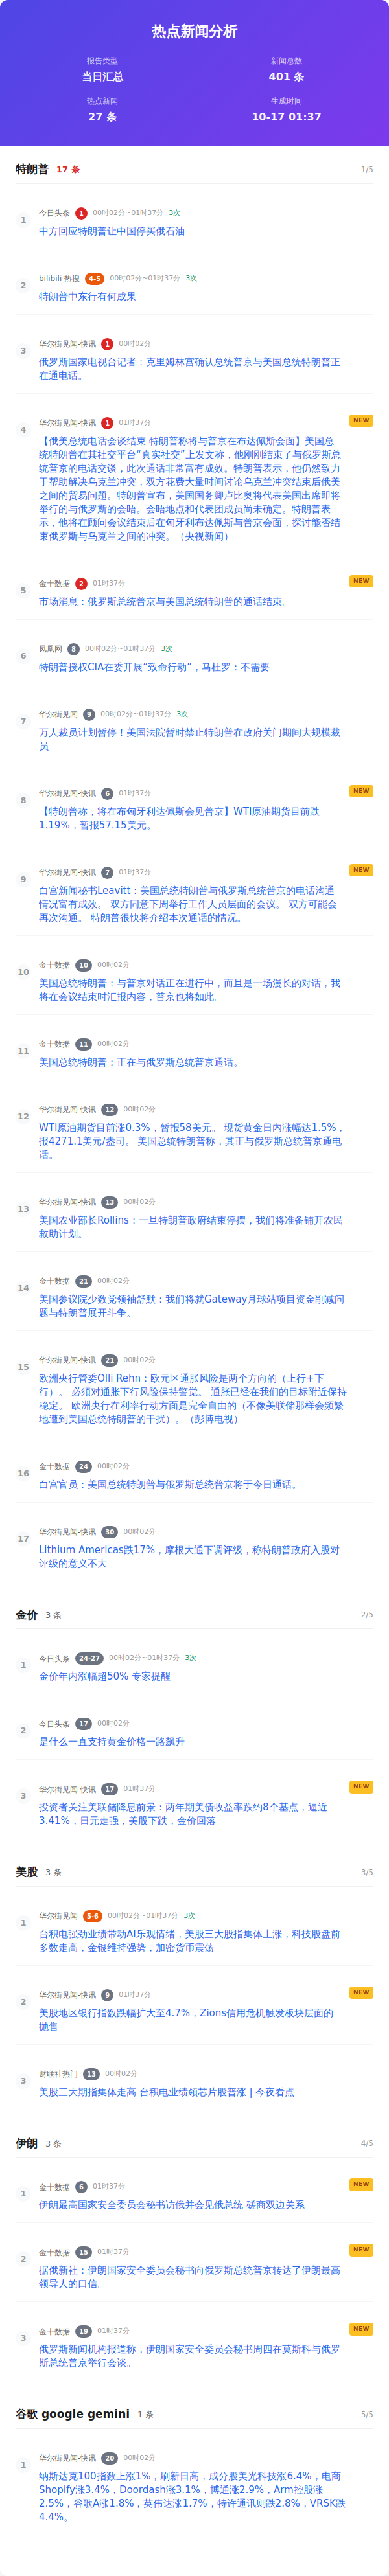 热点新闻分析
报告类型
新闻总数
当日汇总
401 条
热点新闻
生成时间
27 条
10-17 01:37
特朗普 17 条 1/5
1
今日头条 1 00时02分~01时37分 3次
中方回应特朗普让中国停买俄石油
2
bilibili 热搜 4-5 00时02分~01时37分 3次
特朗普中东行有何成果
3
华尔街见闻-快讯 1 00时02分
俄罗斯国家电视台记者：克里姆林宫确认总统普京与美国总统特朗普正
在通电话。
4
华尔街见闻-快讯 1 01时37分 NEW
【俄美总统电话会谈结束 特朗普称将与普京在布达佩斯会面】美国总
统特朗普在其社交平台“真实社交”上发文称，他刚刚结束了与俄罗斯总
统普京的电话交谈，此次通话非常富有成效。特朗普表示，他仍然致力
于帮助解决乌克兰冲突，双方花费大量时间讨论乌克兰冲突结束后俄美
之间的贸易问题。特朗普宣布，美国国务卿卢比奥将代表美国出席即将
举行的与俄罗斯的会晤。会晤地点和代表团成员尚未确定。特朗普表
示，他将在顾问会议结束后在匈牙利布达佩斯与普京会面，探讨能否结
束俄罗斯与乌克兰之间的冲突。（央视新闻）
5
金十数据 2 01时37分 NEW
市场消息：俄罗斯总统普京与美国总统特朗普的通话结束。
6
凤凰网 8 00时02分~01时37分 3次
特朗普授权CIA在委开展“致命行动”，马杜罗：不需要
7
华尔街见闻 9 00时02分~01时37分 3次
万人裁员计划暂停！美国法院暂时禁止特朗普在政府关门期间大规模裁
员
8
华尔街见闻-快讯 6 01时37分 NEW
【特朗普称，将在布匈牙利达佩斯会见普京】WTI原油期货目前跌
1.19%，暂报57.15美元。
9
华尔街见闻-快讯 7 01时37分 NEW
白宫新闻秘书Leavitt：美国总统特朗普与俄罗斯总统普京的电话沟通
情况富有成效。 双方同意下周举行工作人员层面的会议。 双方可能会
再次沟通。 特朗普很快将介绍本次通话的情况。
10
金十数据 10 00时02分
美国总统特朗普：与普京对话正在进行中，而且是一场漫长的对话，我
将在会议结束时汇报内容，普京也将如此。
11
金十数据 11 00时02分
美国总统特朗普：正在与俄罗斯总统普京通话。
12
华尔街见闻-快讯 12 00时02分
WTI原油期货目前涨0.3%，暂报58美元。 现货黄金日内涨幅达1.5%，
报4271.1美元/盎司。 美国总统特朗普称，其正与俄罗斯总统普京通电
话。
13
华尔街见闻-快讯 13 00时02分
美国农业部长Rollins：一旦特朗普政府结束停摆，我们将准备铺开农民
救助计划。
14
金十数据 21 00时02分
美国参议院少数党领袖舒默：我们将就Gateway月球站项目资金削减问
题与特朗普展开斗争。
15
华尔街见闻-快讯 21 00时02分
欧洲央行管委Olli Rehn：欧元区通胀风险是两个方向的（上行+下
行）。 必须对通胀下行风险保持警觉。 通胀已经在我们的目标附近保持
稳定。 欧洲央行在利率行动方面是完全自由的（不像美联储那样会频繁
地遭到美国总统特朗普的干扰）。（彭博电视）
16
金十数据 24 00时02分
白宫官员：美国总统特朗普与俄罗斯总统普京将于今日通话。
17
华尔街见闻-快讯 30 00时02分
Lithium Americas跌17%，摩根大通下调评级，称特朗普政府入股对
评级的意义不大
金价 3 条 2/5
1
今日头条 24-27 00时02分~01时37分 3次
金价年内涨幅超50% 专家提醒
2
今日头条 17 00时02分
是什么一直支持黄金价格一路飙升
3
华尔街见闻-快讯 17 01时37分 NEW
投资者关注美联储降息前景：两年期美债收益率跌约8个基点，逼近
3.41%，日元走强，美股下跌，金价回落
美股 3 条 3/5
1
华尔街见闻 5-6 00时02分~01时37分 3次
台积电强劲业绩带动AI乐观情绪，美股三大股指集体上涨，科技股盘前
多数走高，金银维持强势，加密货币震荡
2
华尔街见闻-快讯 9 01时37分 NEW
美股地区银行指数跌幅扩大至4.7%，Zions信用危机触发板块层面的
抛售
3
财联社热门 13 00时02分
美股三大期指集体走高 台积电业绩领芯片股普涨 | 今夜看点
伊朗 3 条 4/5
1
金十数据 6 01时37分 NEW
伊朗最高国家安全委员会秘书访俄并会见俄总统 磋商双边关系
2
金十数据 15 01时37分 NEW
据俄新社：伊朗国家安全委员会秘书向俄罗斯总统普京转达了伊朗最高
领导人的口信。
3
金十数据 19 01时37分 NEW
俄罗斯新闻机构报道称，伊朗国家安全委员会秘书周四在莫斯科与俄罗
斯总统普京举行会谈。
谷歌 google gemini 1 条 5/5
1
华尔街见闻-快讯 20 00时02分
纳斯达克100指数上涨1%，刷新日高，成分股美光科技涨6.4%，电商
Shopify涨3.4%，Doordash涨3.1%，博通涨2.9%，Arm控股涨
2.5%，谷歌A涨1.8%，英伟达涨1.7%，特许通讯则跌2.8%，VRSK跌
4.4%。